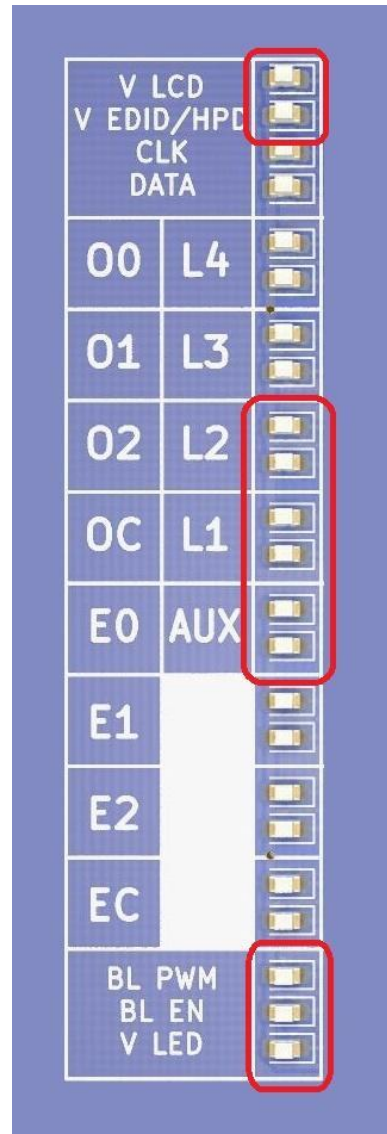 V LCD
V EDID/HPD
CLK
DATA
O0 L4
O1 L3
O2 L2
OC L1
E0 AUX
E1
E2
EC
BL PWM
BL EN
V LED